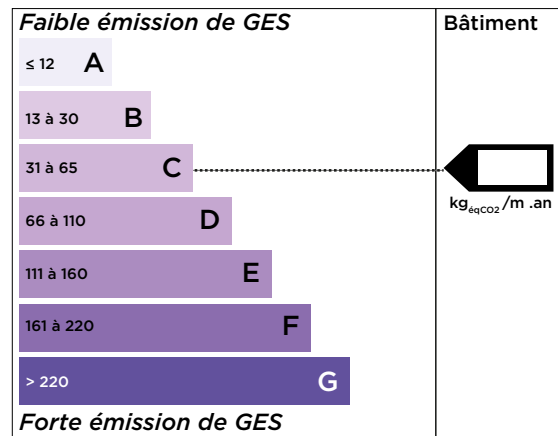 Faible émission de GES
Bâtiment
≤ 12 A
13 à 30 B
31 à 65 C
kgéqCO2/m .an
66 à 110 D
111 à 160 E
161 à 220 F
> 220 G
Forte émission de GES